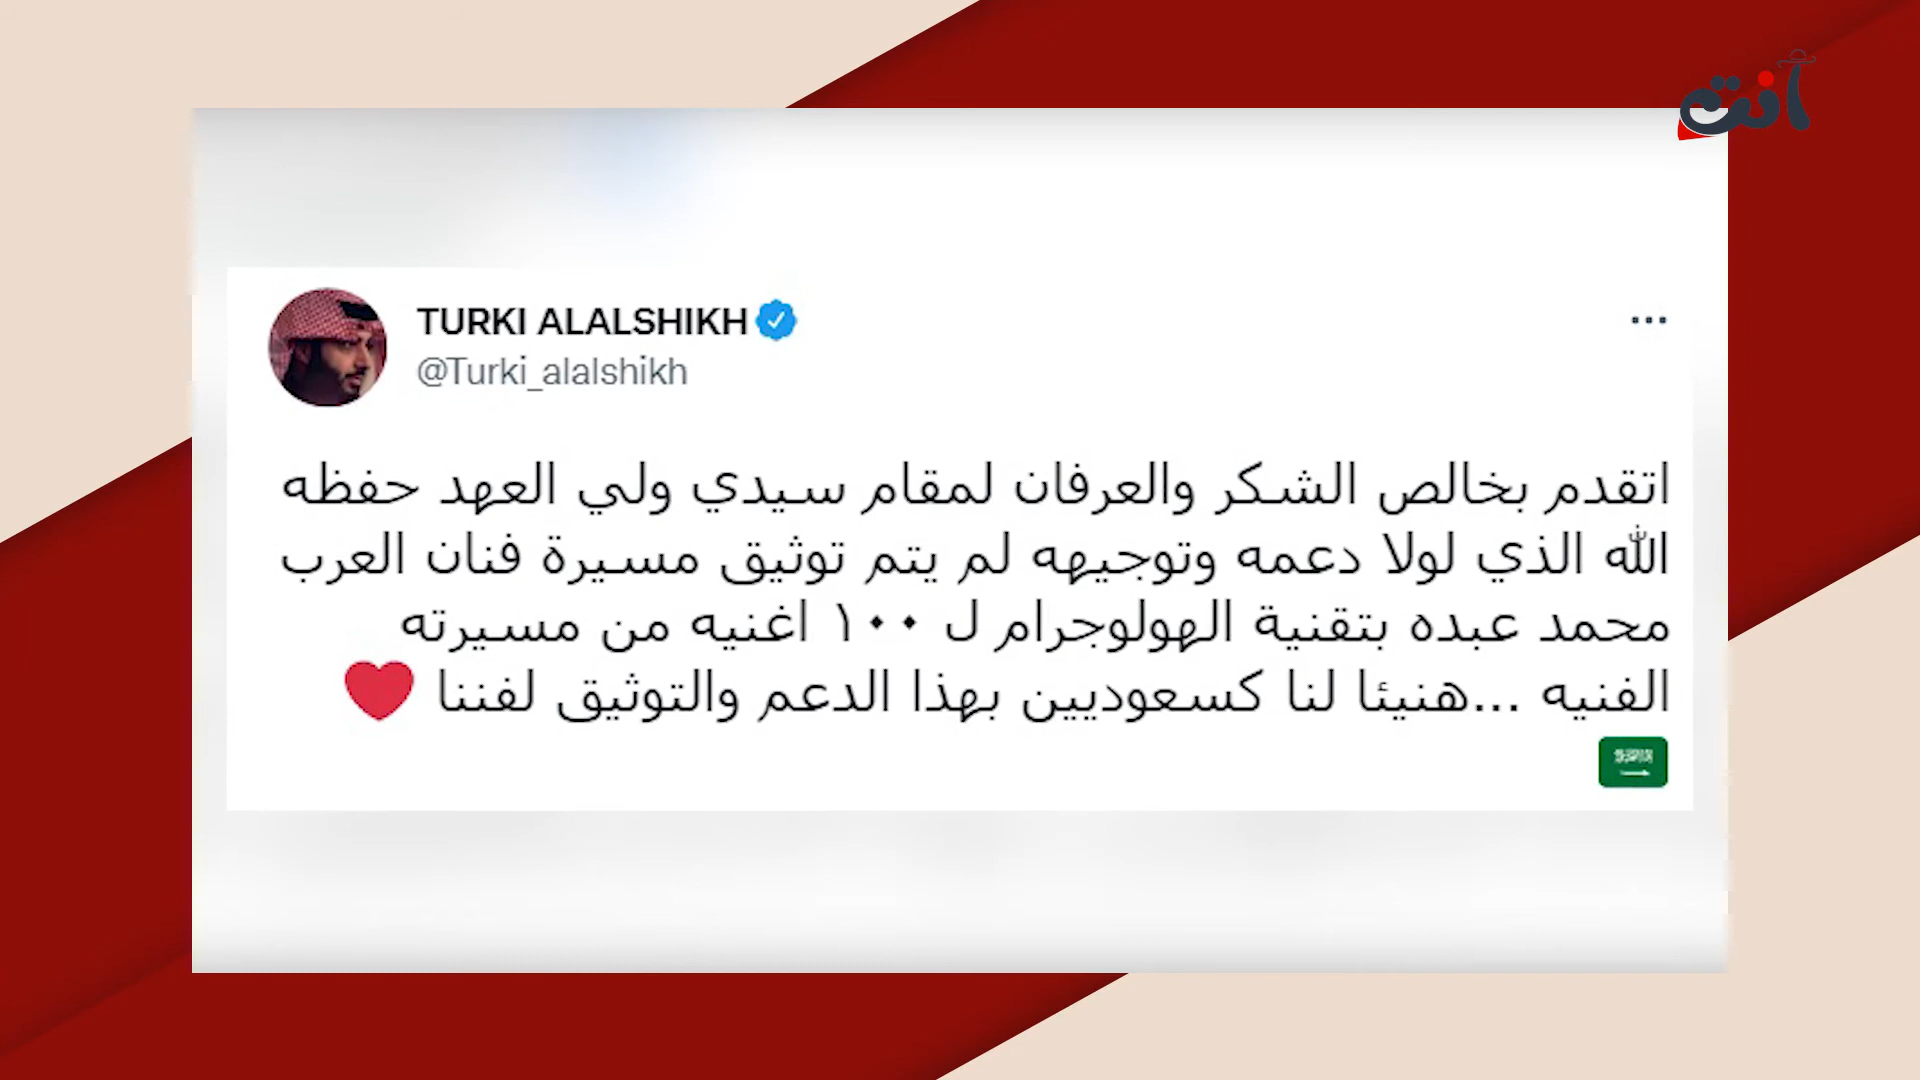 أنت
TURKI ALALSHIKH
@Turki_alalshikh
اتقدم بخالص الشكر والعرفان لمقام سيدي ولي العهد حفظه
الله الذي لولا دعمه وتوجيهه لم يتم توثيق مسيرة فنان العرب
محمد عبده بتقنية الهولوجرام ل ١٠٠ اغنيه من مسيرته
الفنيه ...هنيئا لنا كسعوديين بهذا الدعم والتوثيق لفننا ❤️
🇸🇦